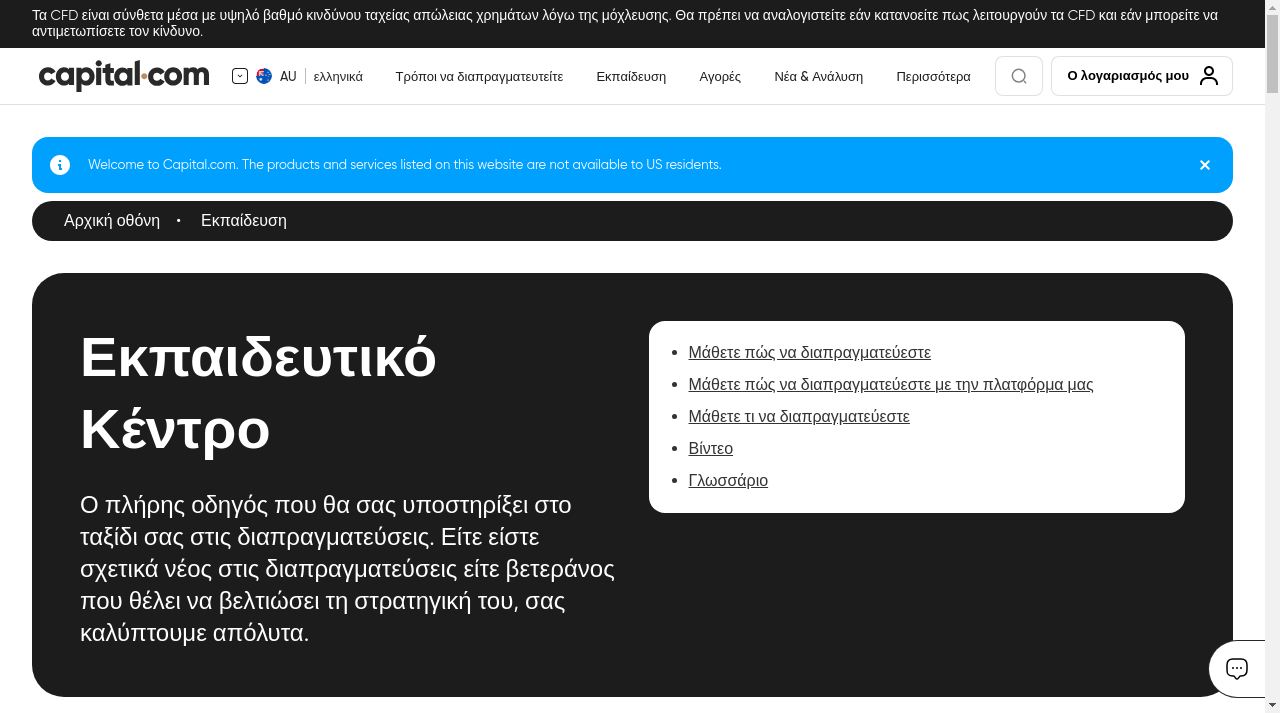 Τα CFD είναι σύνθετα μέσα με υψηλό βαθμό κινδύνου ταχείας απώλειας χρημάτων λόγω της μόχλευσης. Θα πρέπει να αναλογιστείτε εάν κατανοείτε πως λειτουργούν τα CFD και εάν μπορείτε να
αντιμετωπίσετε τον κίνδυνο.
capital.com AU ελληνικά Τρόποι να διαπραγματευτείτε Εκπαίδευση Αγορές Νέα & Ανάλυση Περισσότερα Ο λογαριασμός μου
Welcome to Capital.com. The products and services listed on this website are not available to US residents.
Αρχική οθόνη • Εκπαίδευση
Εκπαιδευτικό
Κέντρο
Ο πλήρης οδηγός που θα σας υποστηρίξει στο
ταξίδι σας στις διαπραγματεύσεις. Είτε είστε
σχετικά νέος στις διαπραγματεύσεις είτε βετεράνος
που θέλει να βελτιώσει τη στρατηγική του, σας
καλύπτουμε απόλυτα.
• Μάθετε πώς να διαπραγματεύεστε
• Μάθετε πώς να διαπραγματεύεστε με την πλατφόρμα μας
• Μάθετε τι να διαπραγματεύεστε
• Βίντεο
• Γλωσσάριο